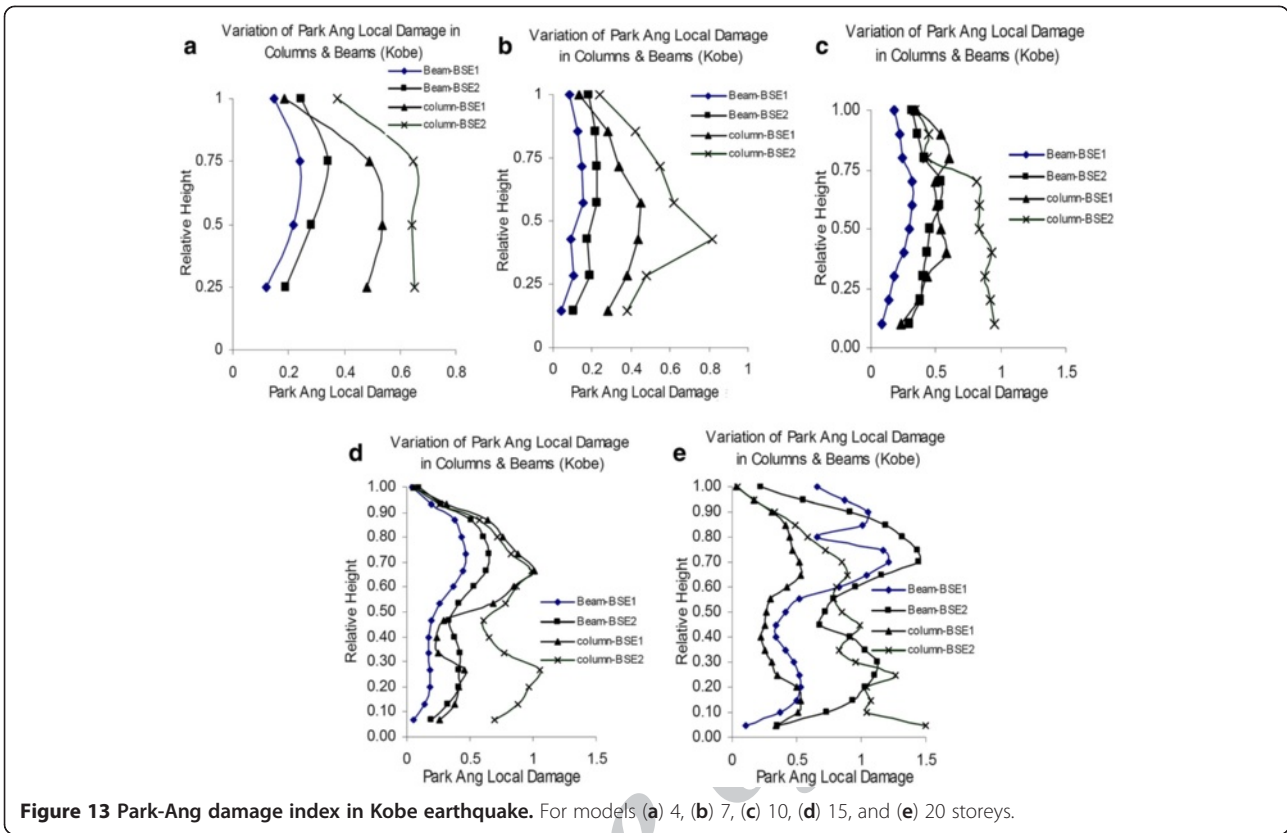 a
Variation of Park Ang Local Damage in
Columns & Beams (Kobe)
Beam-BSE1
Beam-BSE2
column-BSE1
column-BSE2
Relative Height
1
0.75
0.5
0.25
0 0.2 0.4 0.6 0.8
Park Ang Local Damage
b
Variation of Park Ang Local Damage
in Columns & Beams (Kobe)
Beam-BSE1
Beam-BSE2
column-BSE1
column-BSE2
Relative Height
1
0.75
0.5
0.25
0
0 0.2 0.4 0.6 0.8 1
Park Ang Local Damage
c
Variation of Park Ang Local Damage
in Columns & Beams (Kobe)
Beam-BSE1
Beam-BSE2
column-BSE1
column-BSE2
Relative Height
1.00
0.75
0.50
0.25
0.00
0 0.5 1 1.5
Park Ang Local Damage
d
Variation of Park Ang Local Damage
in Columns & Beams (Kobe)
Beam-BSE1
Beam-BSE2
column-BSE1
column-BSE2
Relative Height
1.00
0.90
0.80
0.70
0.60
0.50
0.40
0.30
0.20
0.10
0.00
0 0.5 1 1.5
Park Ang Local Damage
e
Variation of Park Ang Local Damage
in Columns & Beams (Kobe)
Beam-BSE1
Beam-BSE2
column-BSE1
column-BSE2
Relative Height
1.00
0.90
0.80
0.70
0.60
0.50
0.40
0.30
0.20
0.10
0.00
0 0.5 1 1.5
Park Ang Local Damage
Figure 13 Park-Ang damage index in Kobe earthquake. For models (a) 4, (b) 7, (c) 10, (d) 15, and (e) 20 storeys.